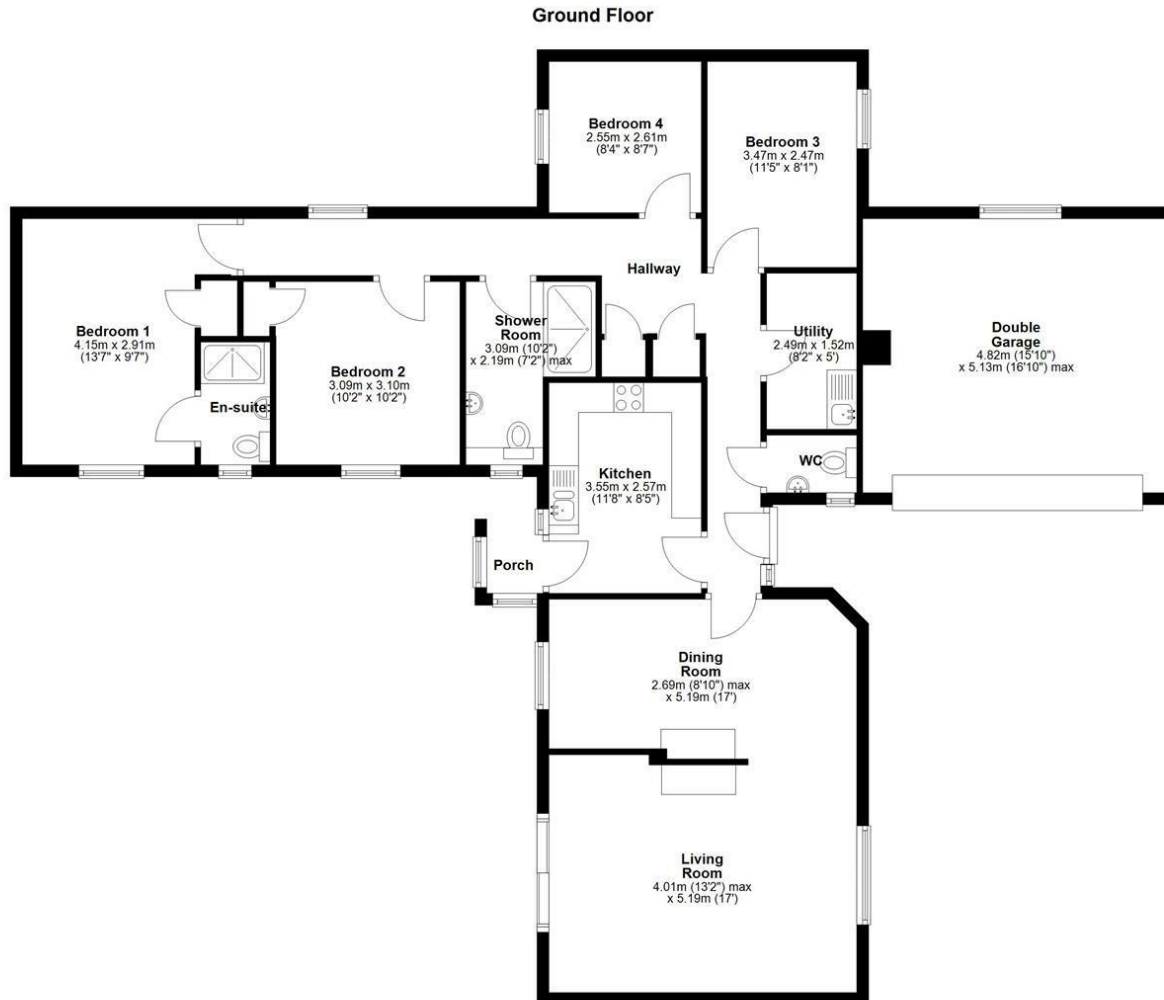 Ground Floor
Bedroom 4
2.55m x 2.61m
(8'4" x 8'7")
Bedroom 3
3.47m x 2.47m
(11'5" x 8'1")
Hallway
Bedroom 1
4.15m x 2.91m
(13'7" x 9'7")
En-suite
Bedroom 2
3.09m x 3.10m
(10'2" x 10'2")
Shower
Room
3.09m (10'2")
x 2.19m (7'2") max
Utility
2.49m x 1.52m
(8'2" x 5')
Double
Garage
4.82m (15'10")
x 5.13m (16'10") max
Kitchen
3.55m x 2.57m
(11'8" x 8'5")
WC
Porch
Dining
Room
2.69m (8'10") max
x 5.19m (17')
Living
Room
4.01m (13'2") max
x 5.19m (17')